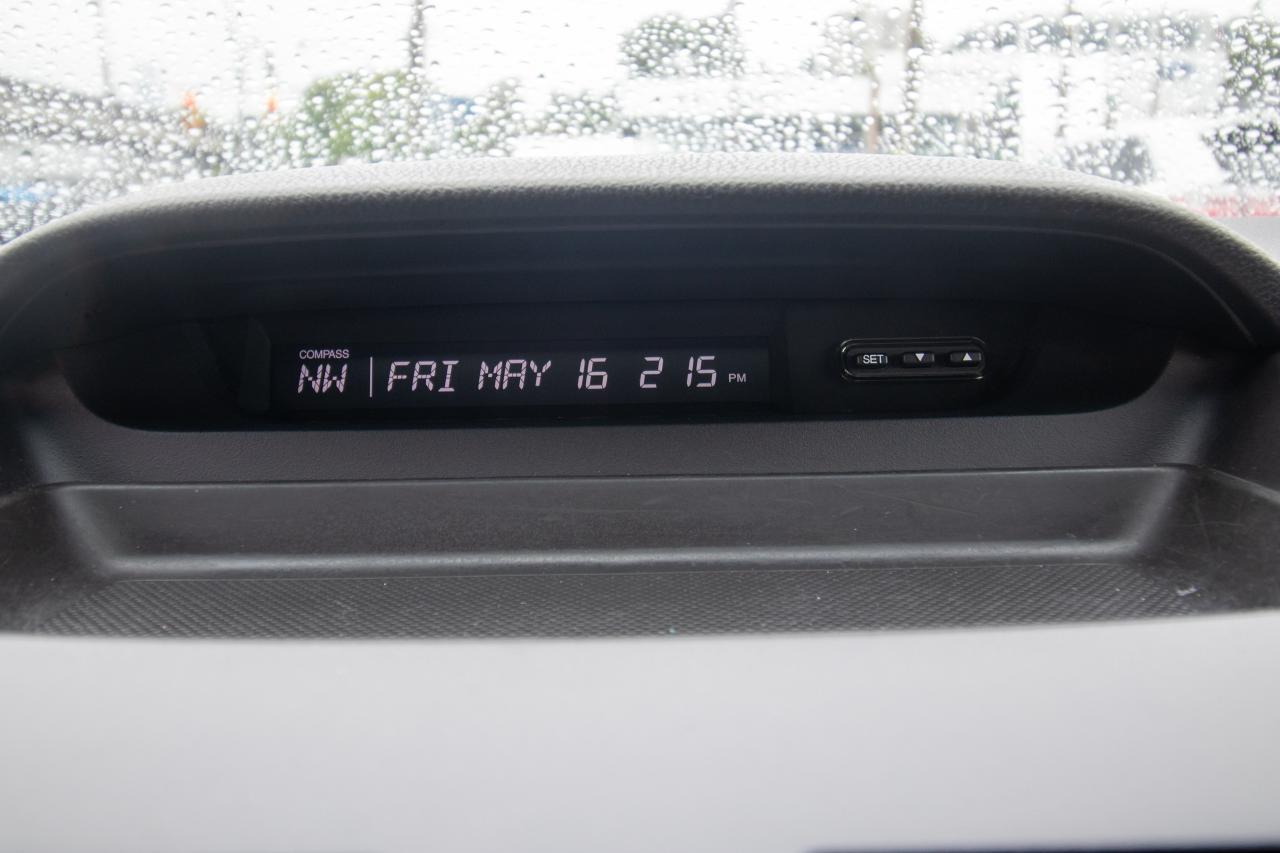 COMPASS
NW | FRI MAY 16 2 15 PM
SET ▼ ▲